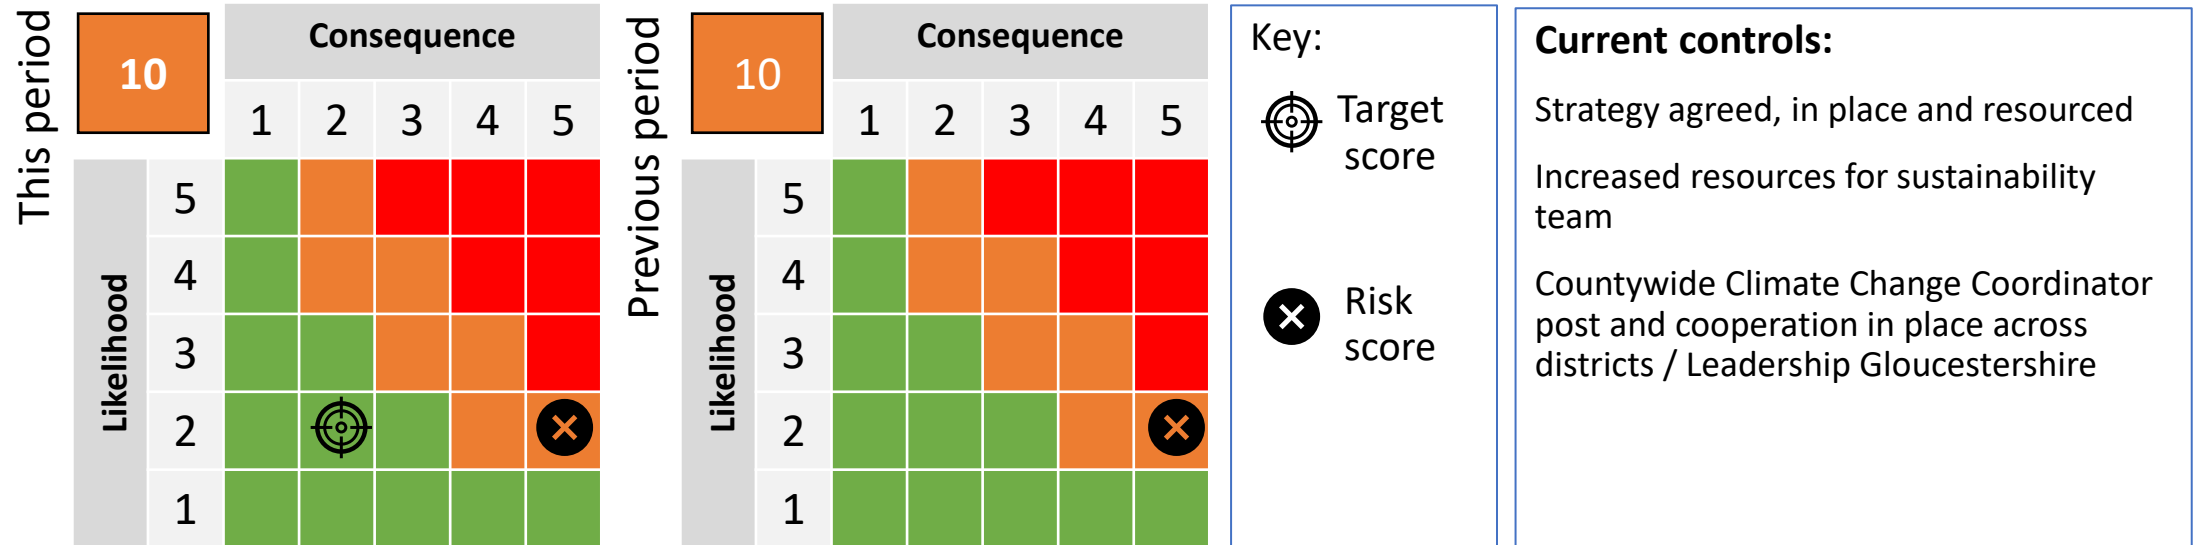 This period
10
Consequence
1 2 3 4 5
Likelihood
5
4
3
2
1
Previous period
10
Consequence
1 2 3 4 5
Likelihood
5
4
3
2
1
Key:
Target
score
Risk
score
Current controls:
Strategy agreed, in place and resourced
Increased resources for sustainability
team
Countywide Climate Change Coordinator
post and cooperation in place across
districts / Leadership Gloucestershire